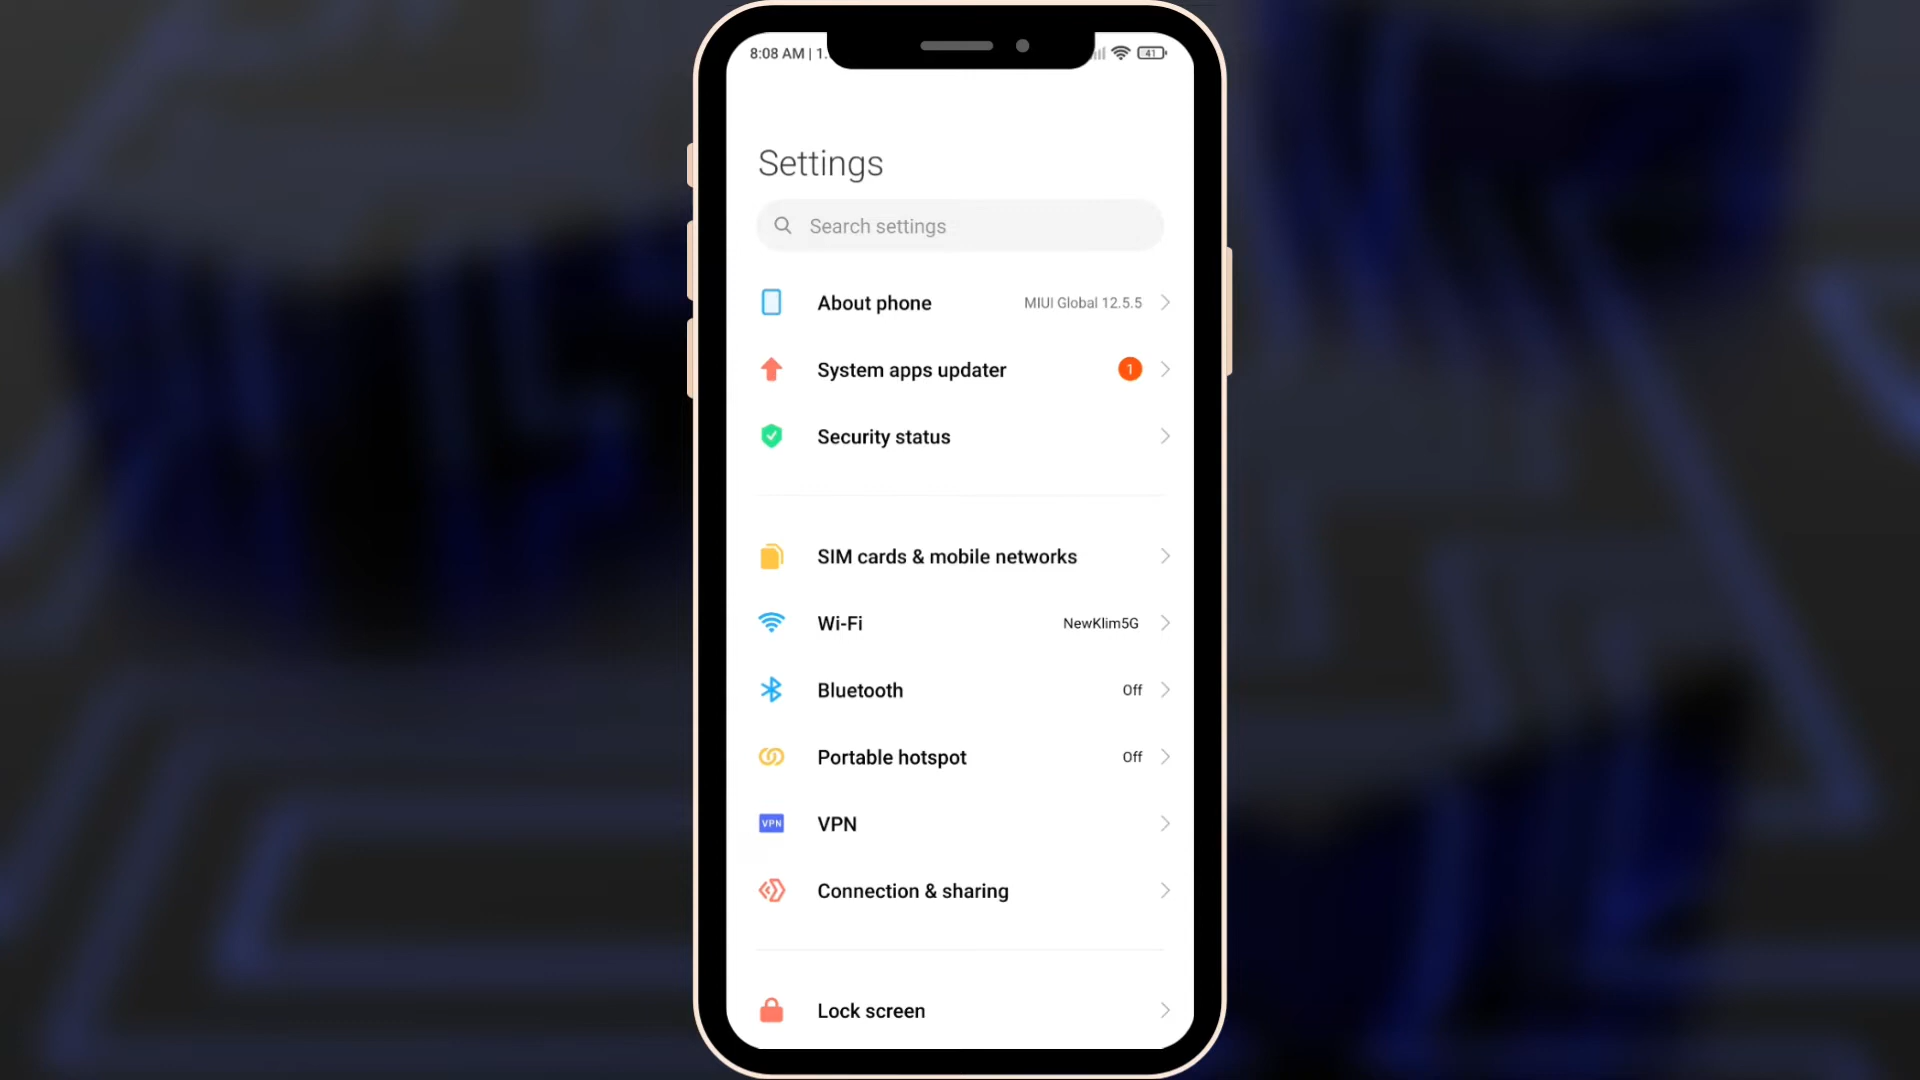 8:08 AM | 1.
41
Settings
Search settings
About phone
MIUI Global 12.5.5
System apps updater
1
Security status
SIM cards & mobile networks
Wi-Fi
NewKlim5G
Bluetooth
Off
Portable hotspot
Off
VPN
VPN
Connection & sharing
Lock screen